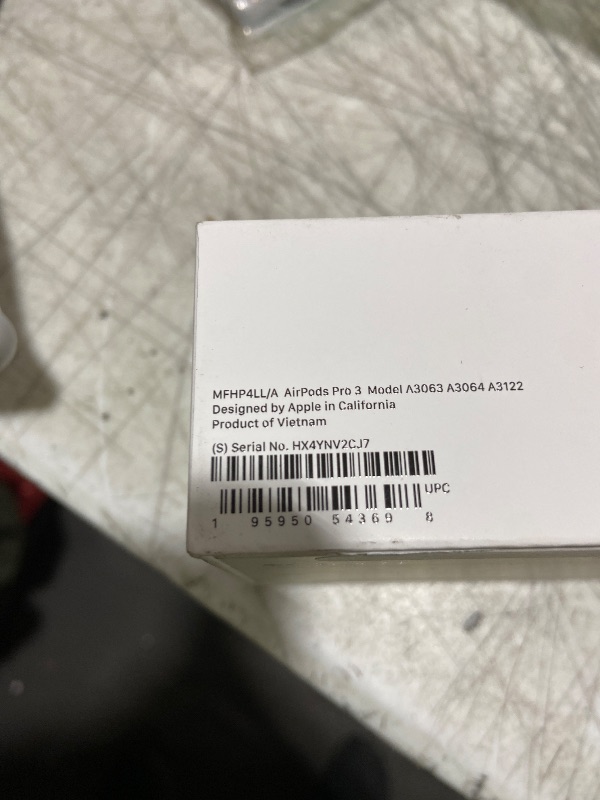 MFHP4LL/A AirPods Pro 3 Model A3063 A3064 A3122
Designed by Apple in California
Product of Vietnam
(S) Serial No. HX4YNV2CJ7
UPC
1 95950 54369 8